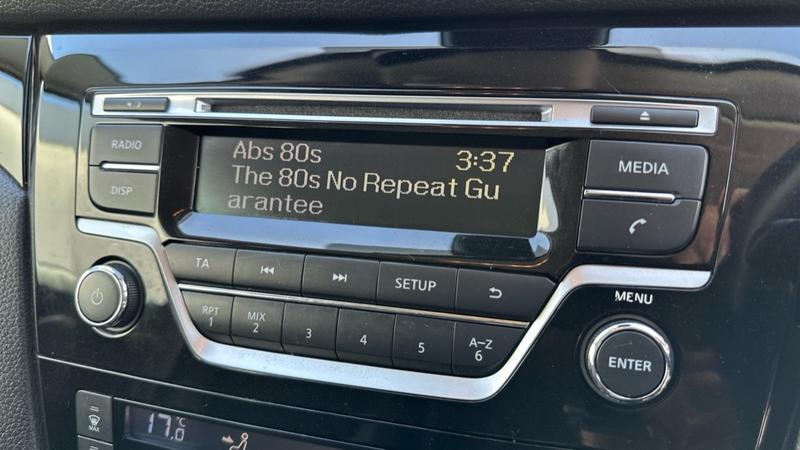 RADIO
DISP
Abs 80s 3:37
The 80s No Repeat Gu
arantee
MEDIA
TA
SETUP
RPT
1
MIX
2
3
4
5
A-Z
6
MENU
ENTER
MAX
17.0 °C